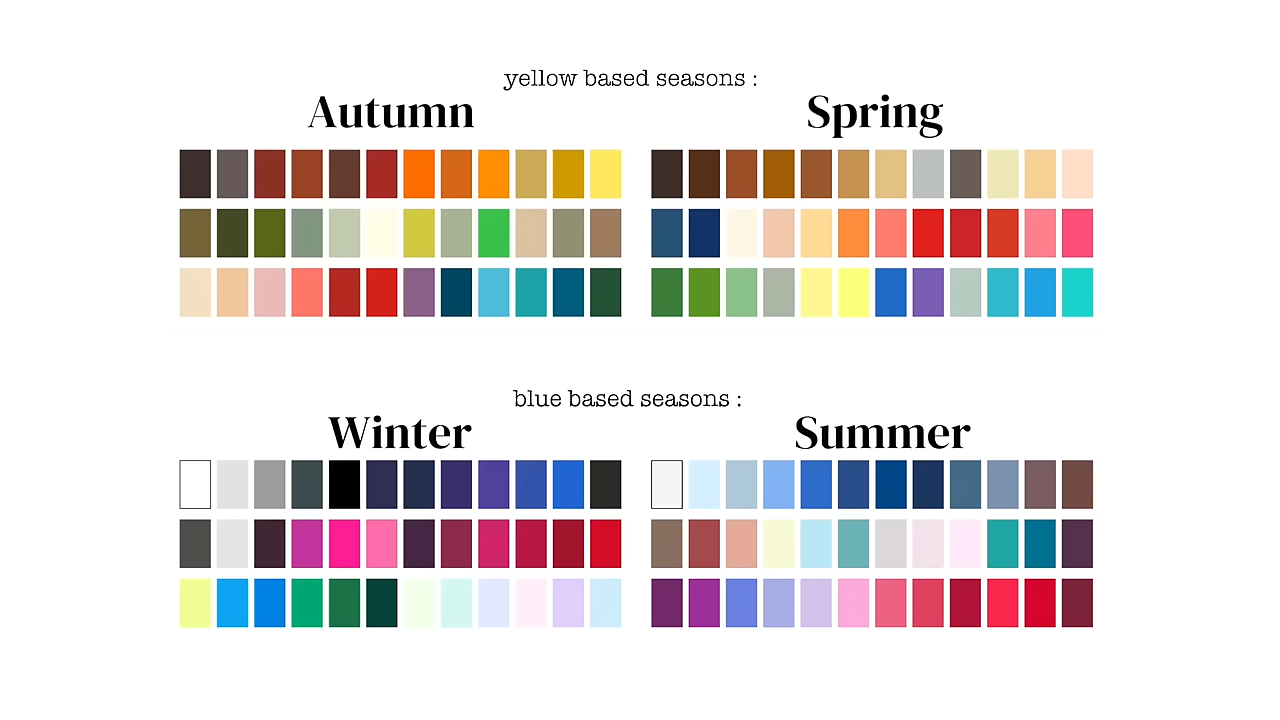 yellow based seasons :
Autumn
Spring
blue based seasons :
Winter
Summer